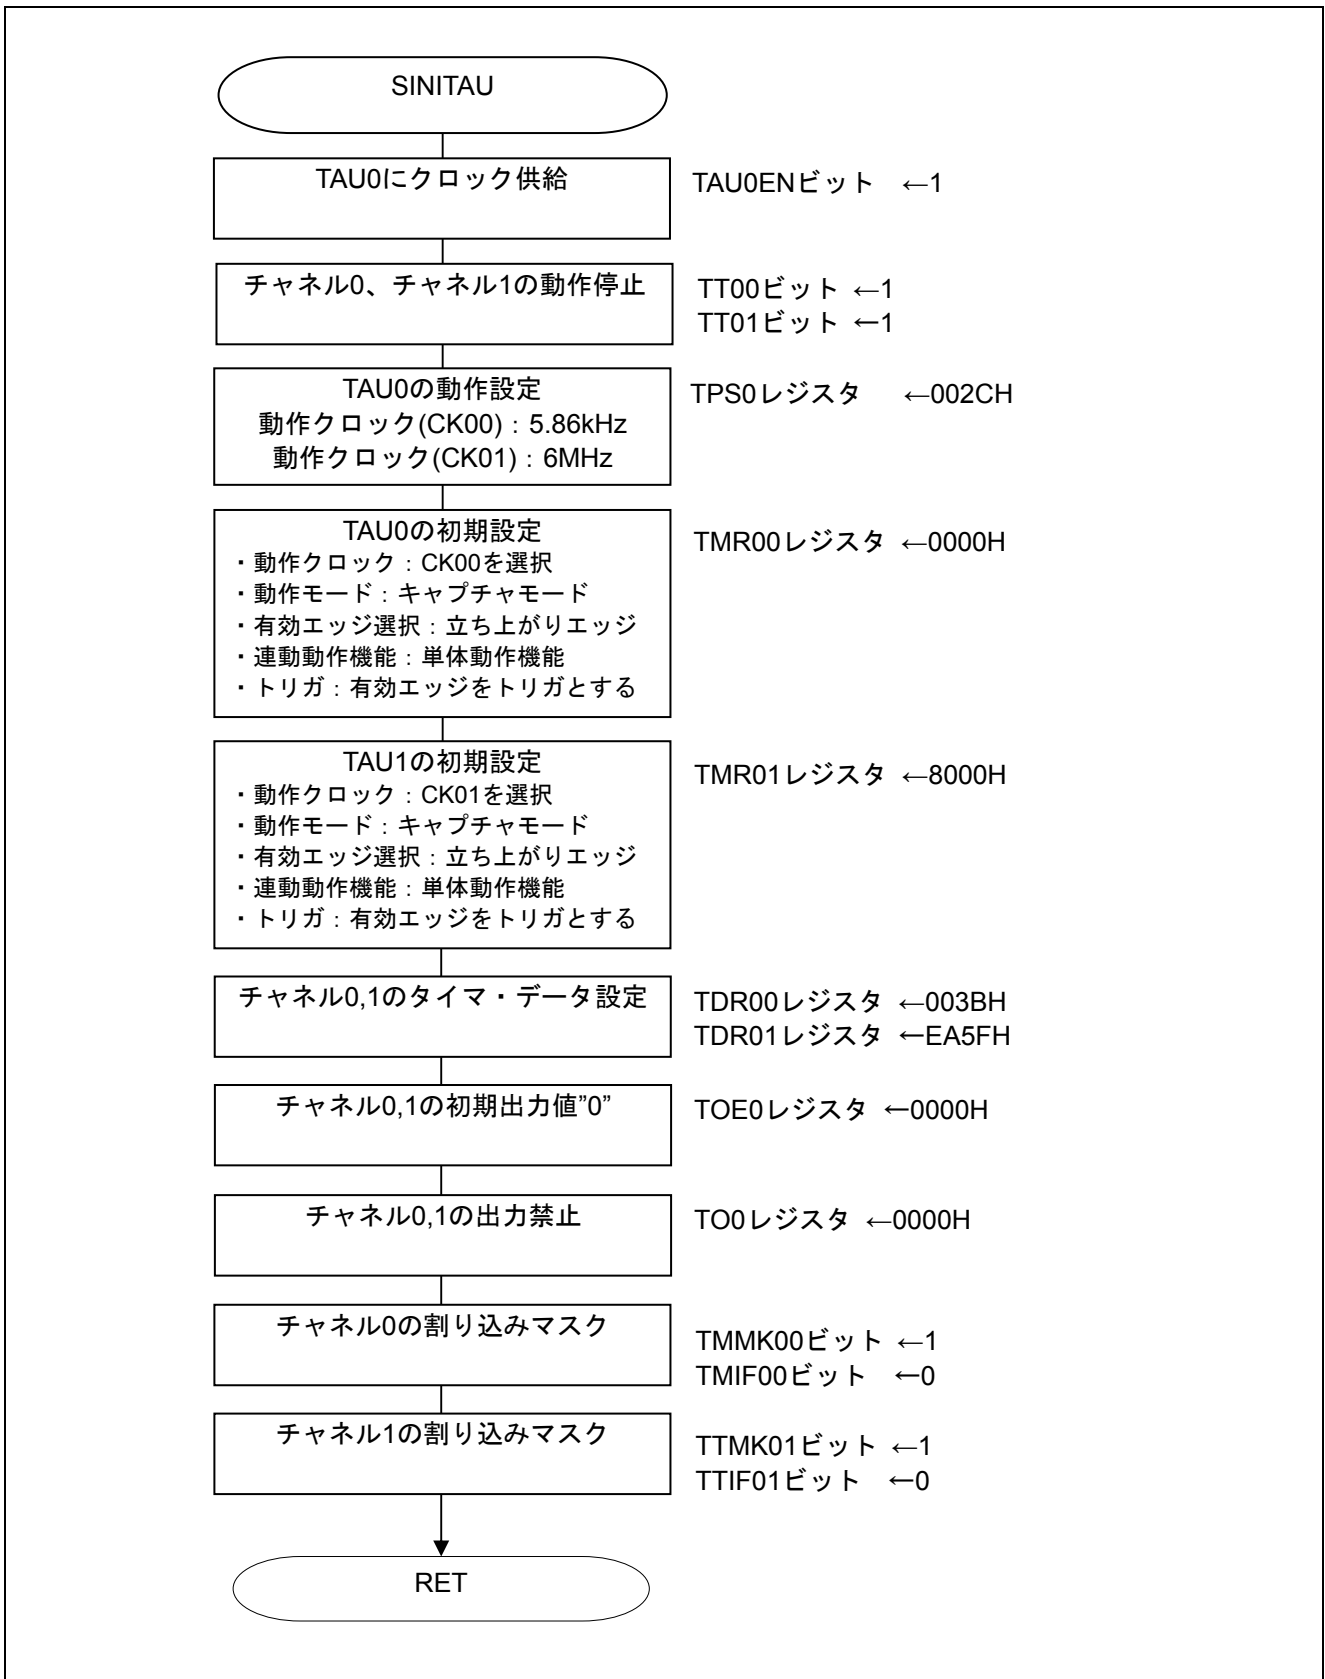 SINITAU
TAU0にクロック供給
TAU0ENビット ←1
チャネル0、チャネル1の動作停止
TT00ビット ←1
TT01ビット ←1
TAU0の動作設定
動作クロック(CK00)：5.86kHz
動作クロック(CK01)：6MHz
TPS0レジスタ ←002CH
TAU0の初期設定
・動作クロック：CK00を選択
・動作モード：キャプチャモード
・有効エッジ選択：立ち上がりエッジ
・連動動作機能：単体動作機能
・トリガ：有効エッジをトリガとする
TMR00レジスタ ←0000H
TAU1の初期設定
・動作クロック：CK01を選択
・動作モード：キャプチャモード
・有効エッジ選択：立ち上がりエッジ
・連動動作機能：単体動作機能
・トリガ：有効エッジをトリガとする
TMR01レジスタ ←8000H
チャネル0,1のタイマ・データ設定
TDR00レジスタ ←003BH
TDR01レジスタ ←EA5FH
チャネル0,1の初期出力値”0”
TOE0レジスタ ←0000H
チャネル0,1の出力禁止
TO0レジスタ ←0000H
チャネル0の割り込みマスク
TMMK00ビット ←1
TMIF00ビット ←0
チャネル1の割り込みマスク
TTMK01ビット ←1
TTIF01ビット ←0
RET